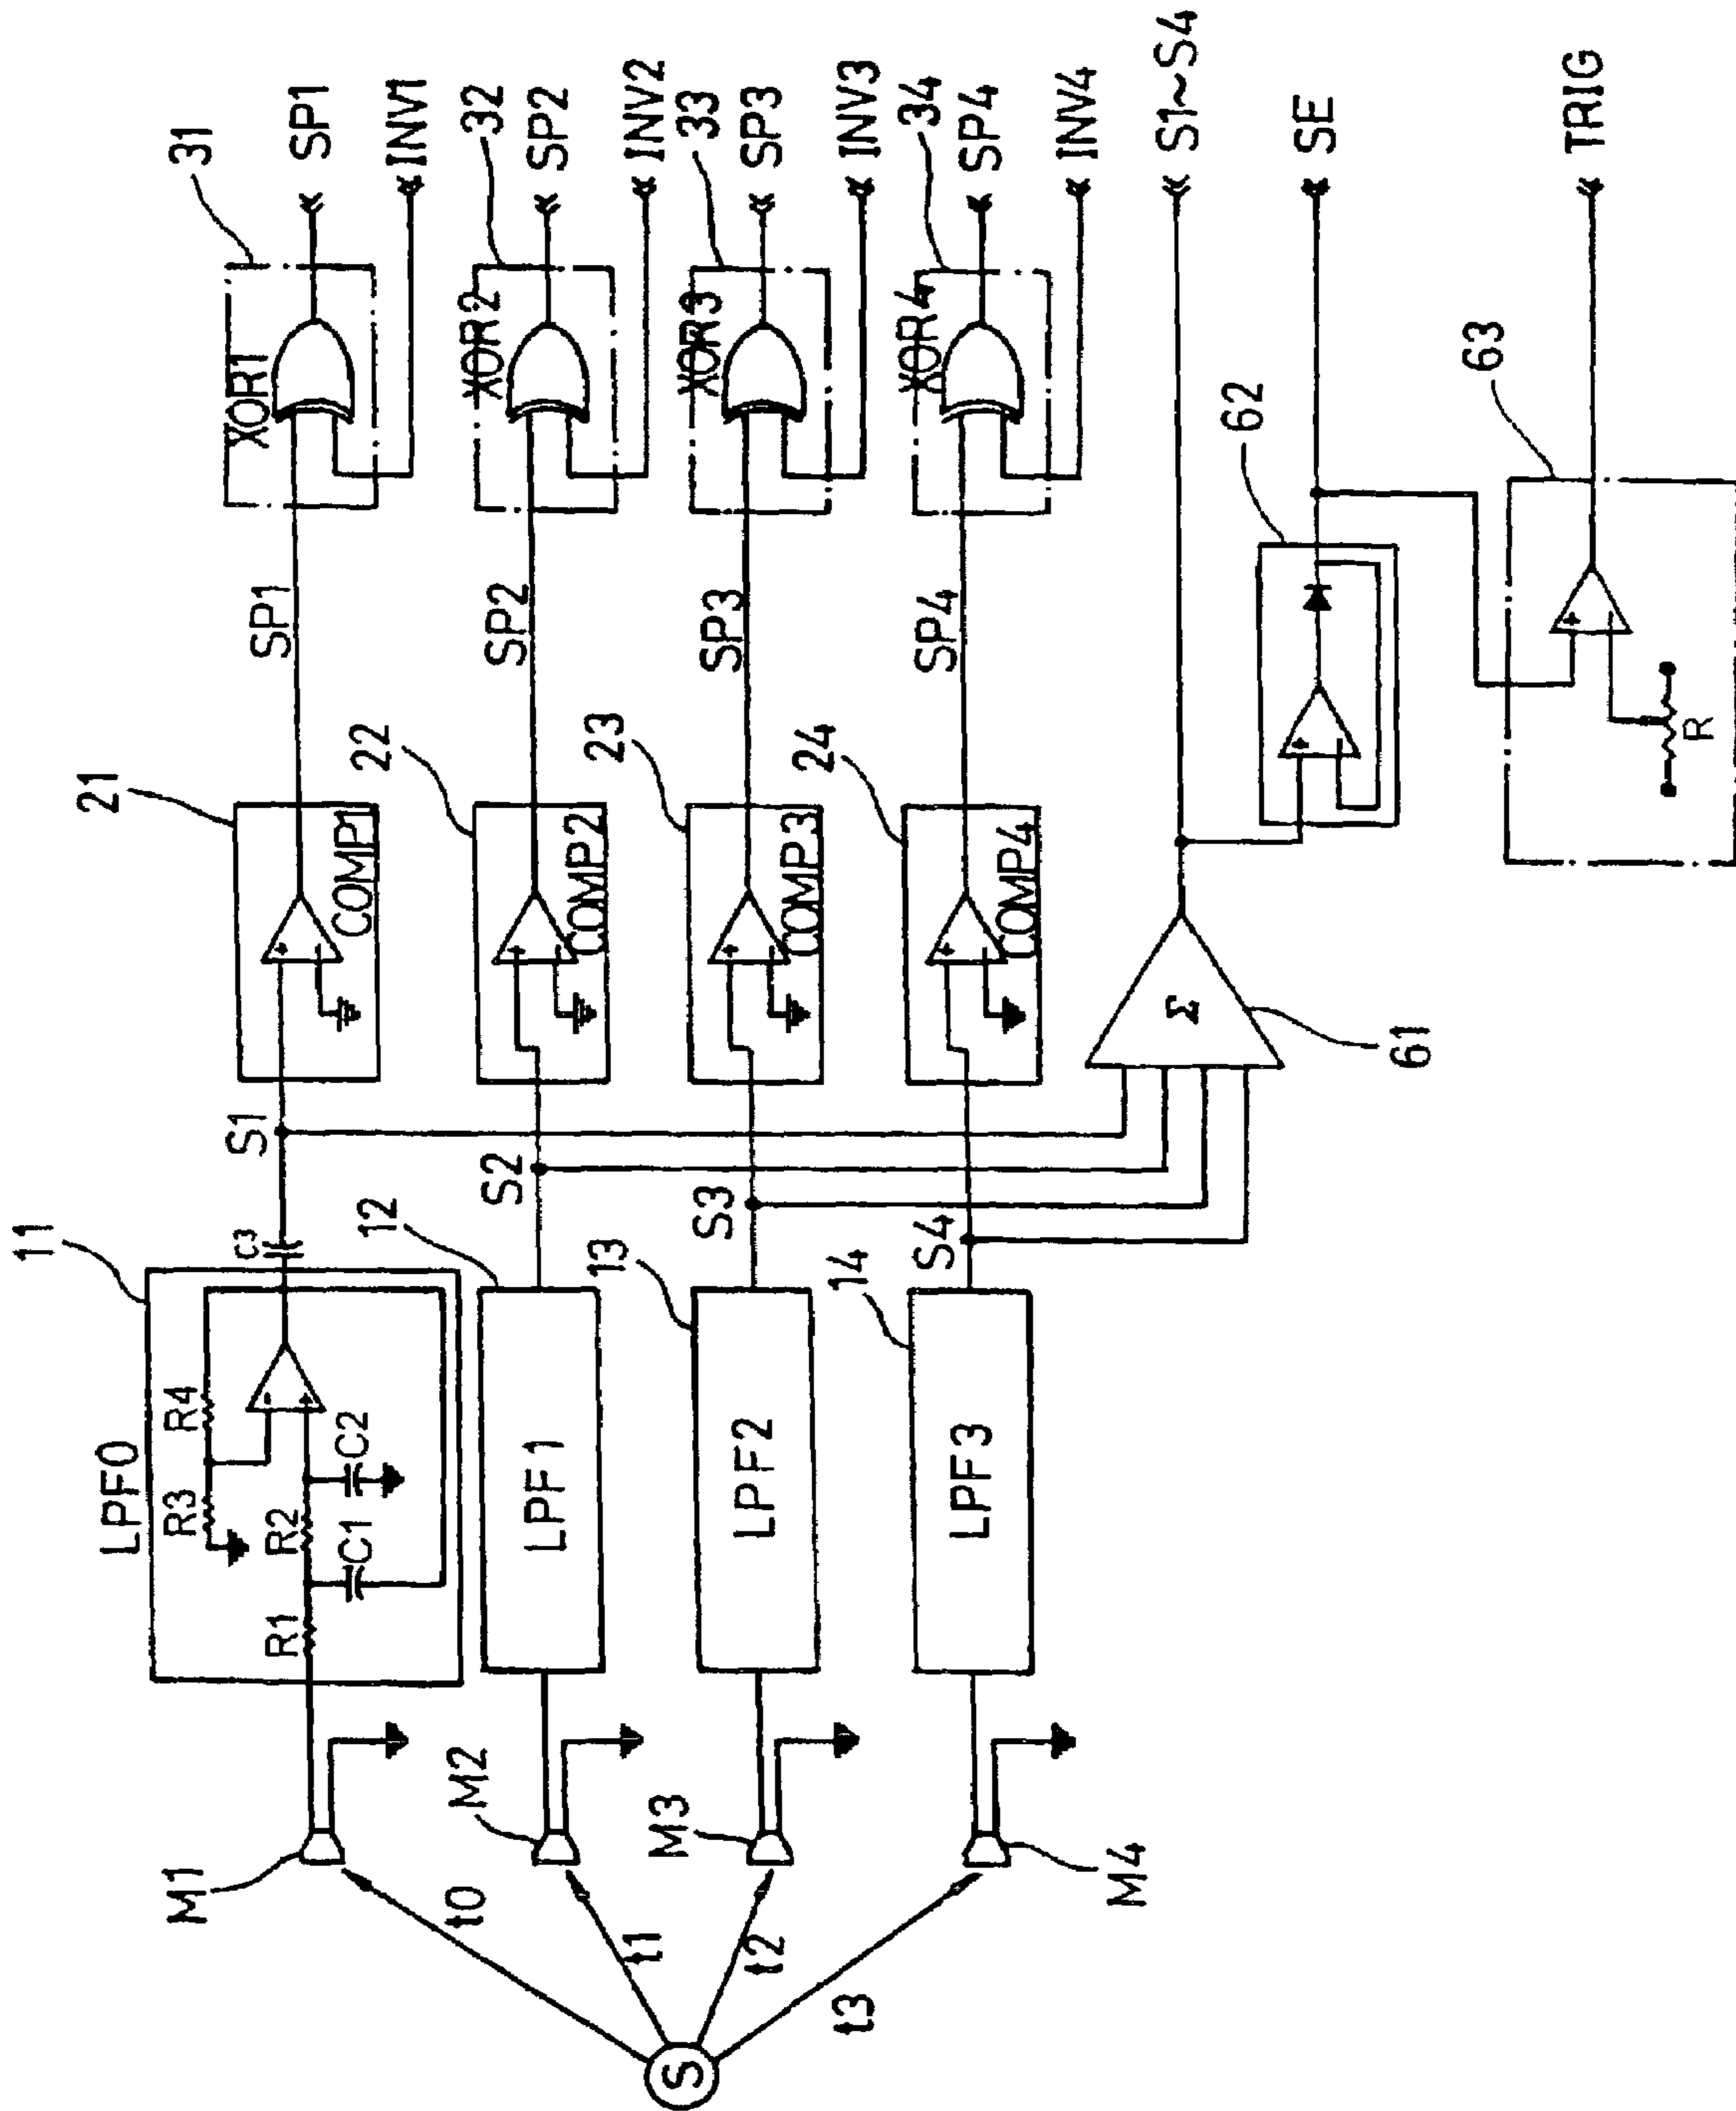 S
t0
t1
t2
t3
M1
M2
M3
M4
11
LPF0
R1
R2
R3
R4
C1
C2
C3
12
LPF1
13
LPF2
14
LPF3
S1
S2
S3
S4
21
COMP1
22
COMP2
23
COMP3
24
COMP4
61
Σ
SP1
SP2
SP3
SP4
31
XOR1
32
XOR2
33
XOR3
34
XOR4
SP1
INV1
SP2
INV2
SP3
INV3
SP4
INV4
S1~S4
62
SE
63
R
TRIG